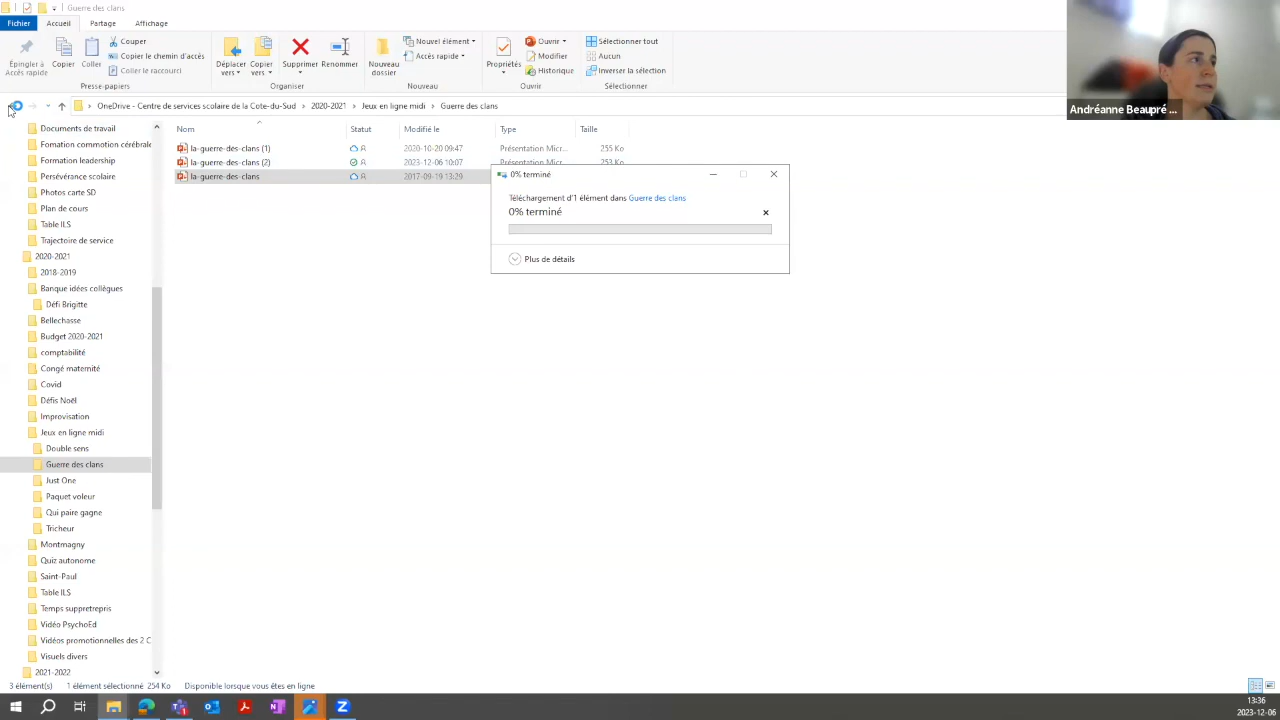 Guerre des clans
Fichier Accueil Partage Affichage
Épingler à Accès rapide
Copier
Coller
Couper
Copier le chemin d'accès
Coller le raccourci
Presse-papiers
Déplacer vers
Copier vers
Supprimer
Renommer
Organiser
Nouveau dossier
Nouvel élément
Accès rapide
Nouveau
Propriétés
Ouvrir
Modifier
Historique
Ouvrir
Sélectionner tout
Aucun
Inverser la sélection
Sélectionner
OneDrive - Centre de services scolaire de la Cote-du-Sud > 2020-2021 > Jeux en ligne midi > Guerre des clans
Andréanne Beaupré ...
Documents de travail
Fomation commotion cérébrale
Formation leadership
Persévérance scolaire
Photos carte SD
Plan de cours
Table ILS
Trajectoire de service
2020-2021
2018-2019
Banque idées collègues
Défi Brigitte
Bellechasse
Budget 2020-2021
comptabilité
Congé maternité
Covid
Défis Noël
Improvisation
Jeux en ligne midi
Double sens
Guerre des clans
Just One
Paquet voleur
Qui paire gagne
Tricheur
Montmagny
Quiz autonome
Saint-Paul
Table ILS
Temps suppretrepris
Vidéo PsychoEd
Vidéos promotionnelles des 2 C
Visuels divers
2021-2022
Nom Statut Modifié le Type Taille
la-guerre-des-clans (1) 2020-10-20 09:47 Présentation Micr... 255 Ko
la-guerre-des-clans (2) 2023-12-06 10:07 Présentation Micr... 253 Ko
la-guerre-des-clans 2017-09-19 13:29
0% terminé
Téléchargement d'1 élément dans Guerre des clans
0% terminé
Plus de détails
3 élément(s) 1 élément sélectionné 254 Ko Disponible lorsque vous êtes en ligne
13:36
2023-12-06